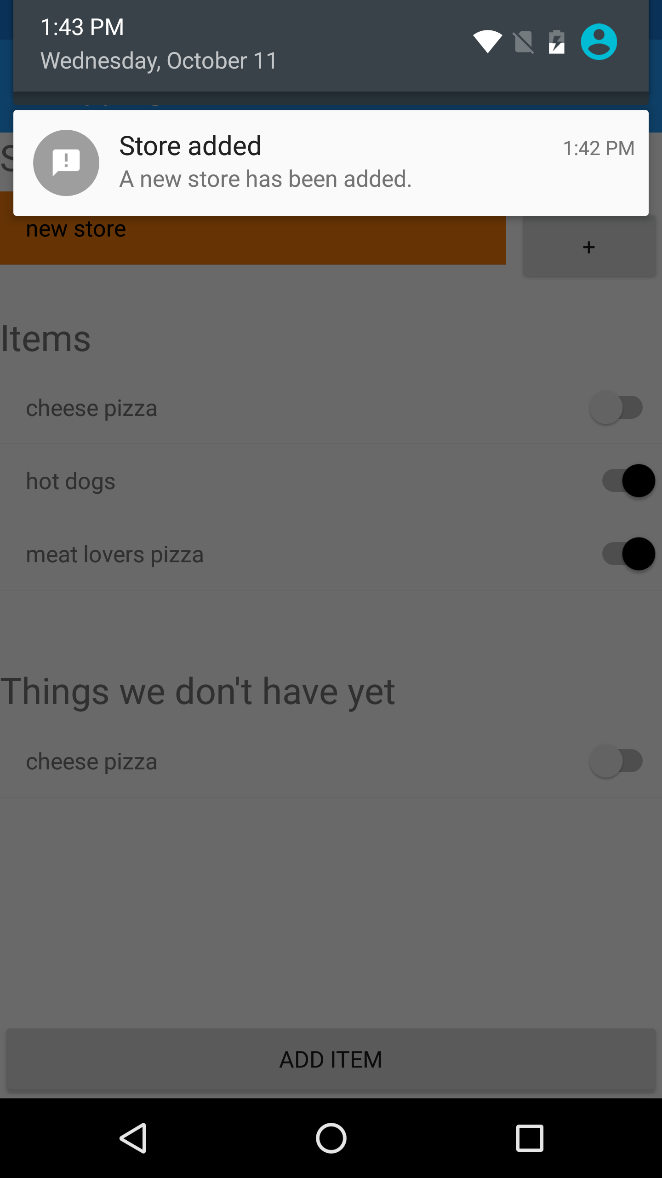 1:43 PM
Wednesday, October 11
Store added
1:42 PM
A new store has been added.
new store
+
Items
cheese pizza
hot dogs
meat lovers pizza
Things we don't have yet
cheese pizza
ADD ITEM